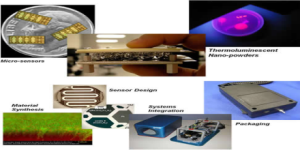 Micro-sensors
Thermoluminescent
Nano-powders
Sensor Design
Material
Synthesis
Systems
Integration
Packaging